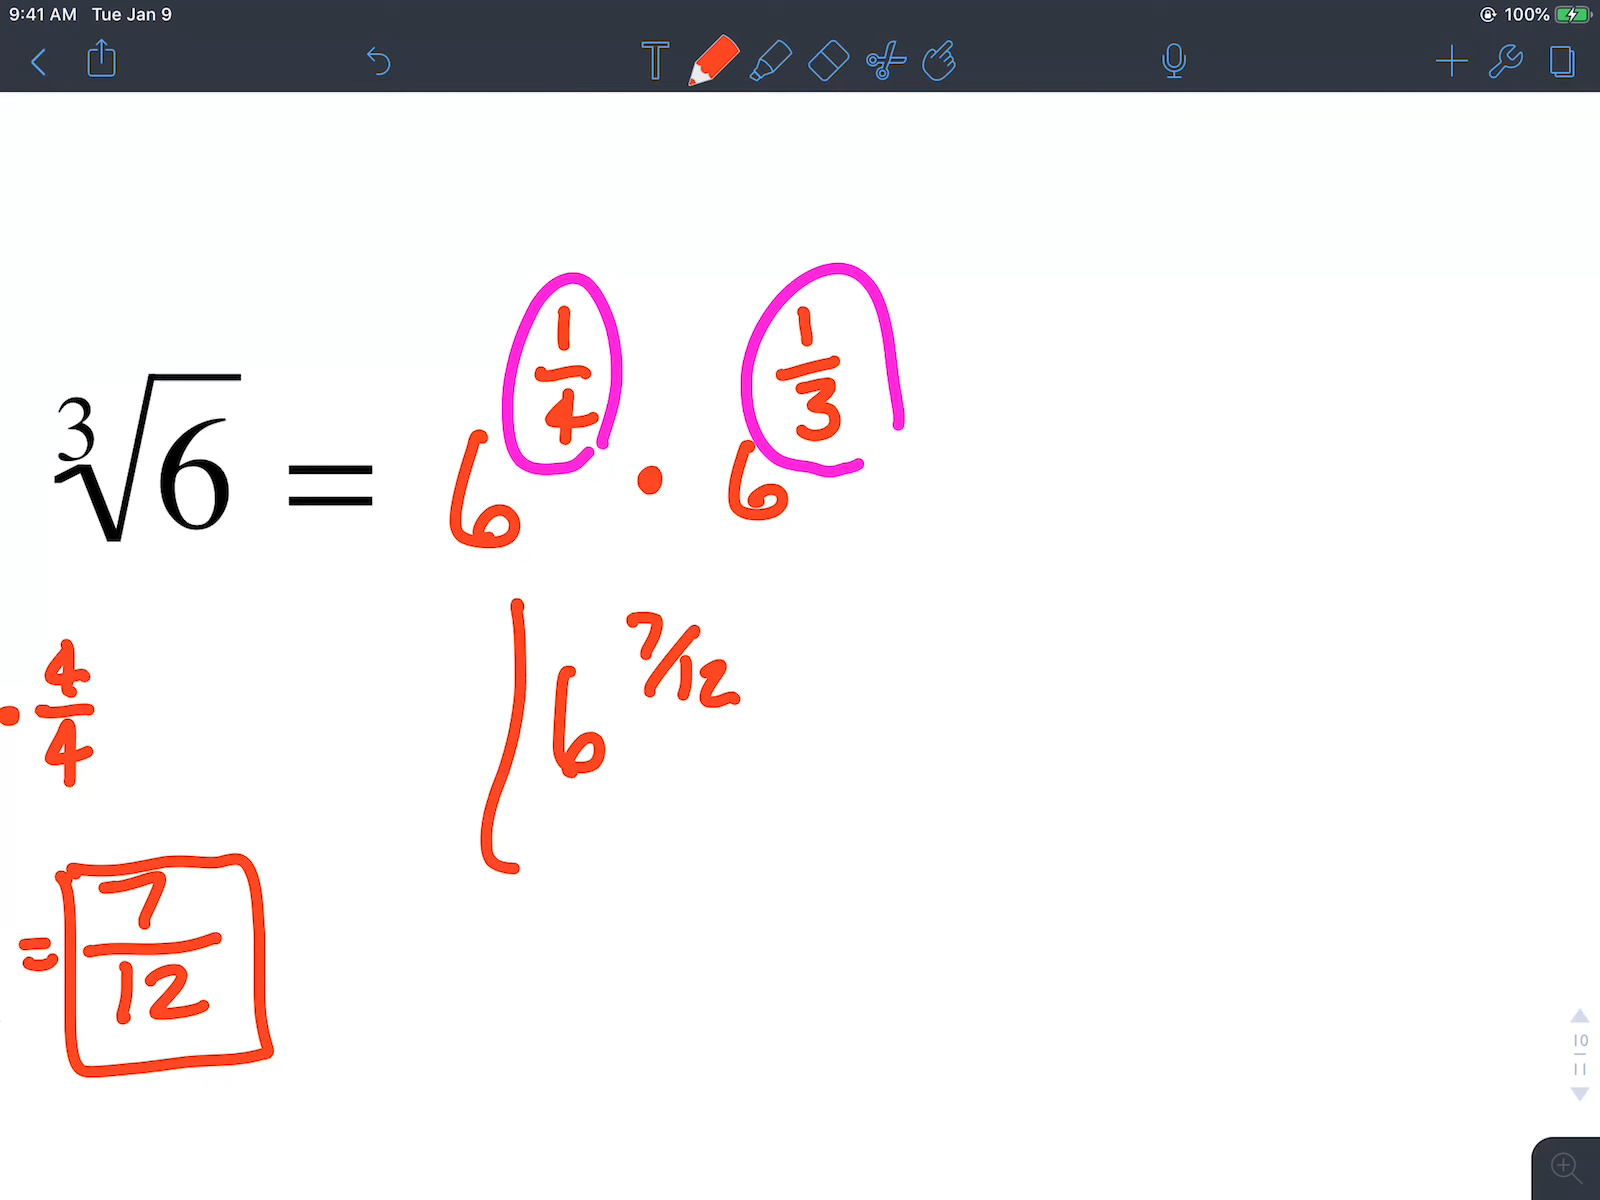 9:41 AM Tue Jan 9 100%
T
∛6 = 6^(1/4) · 6^(1/3)
6^(7/12)
· 4/4
= 7/12
10
11